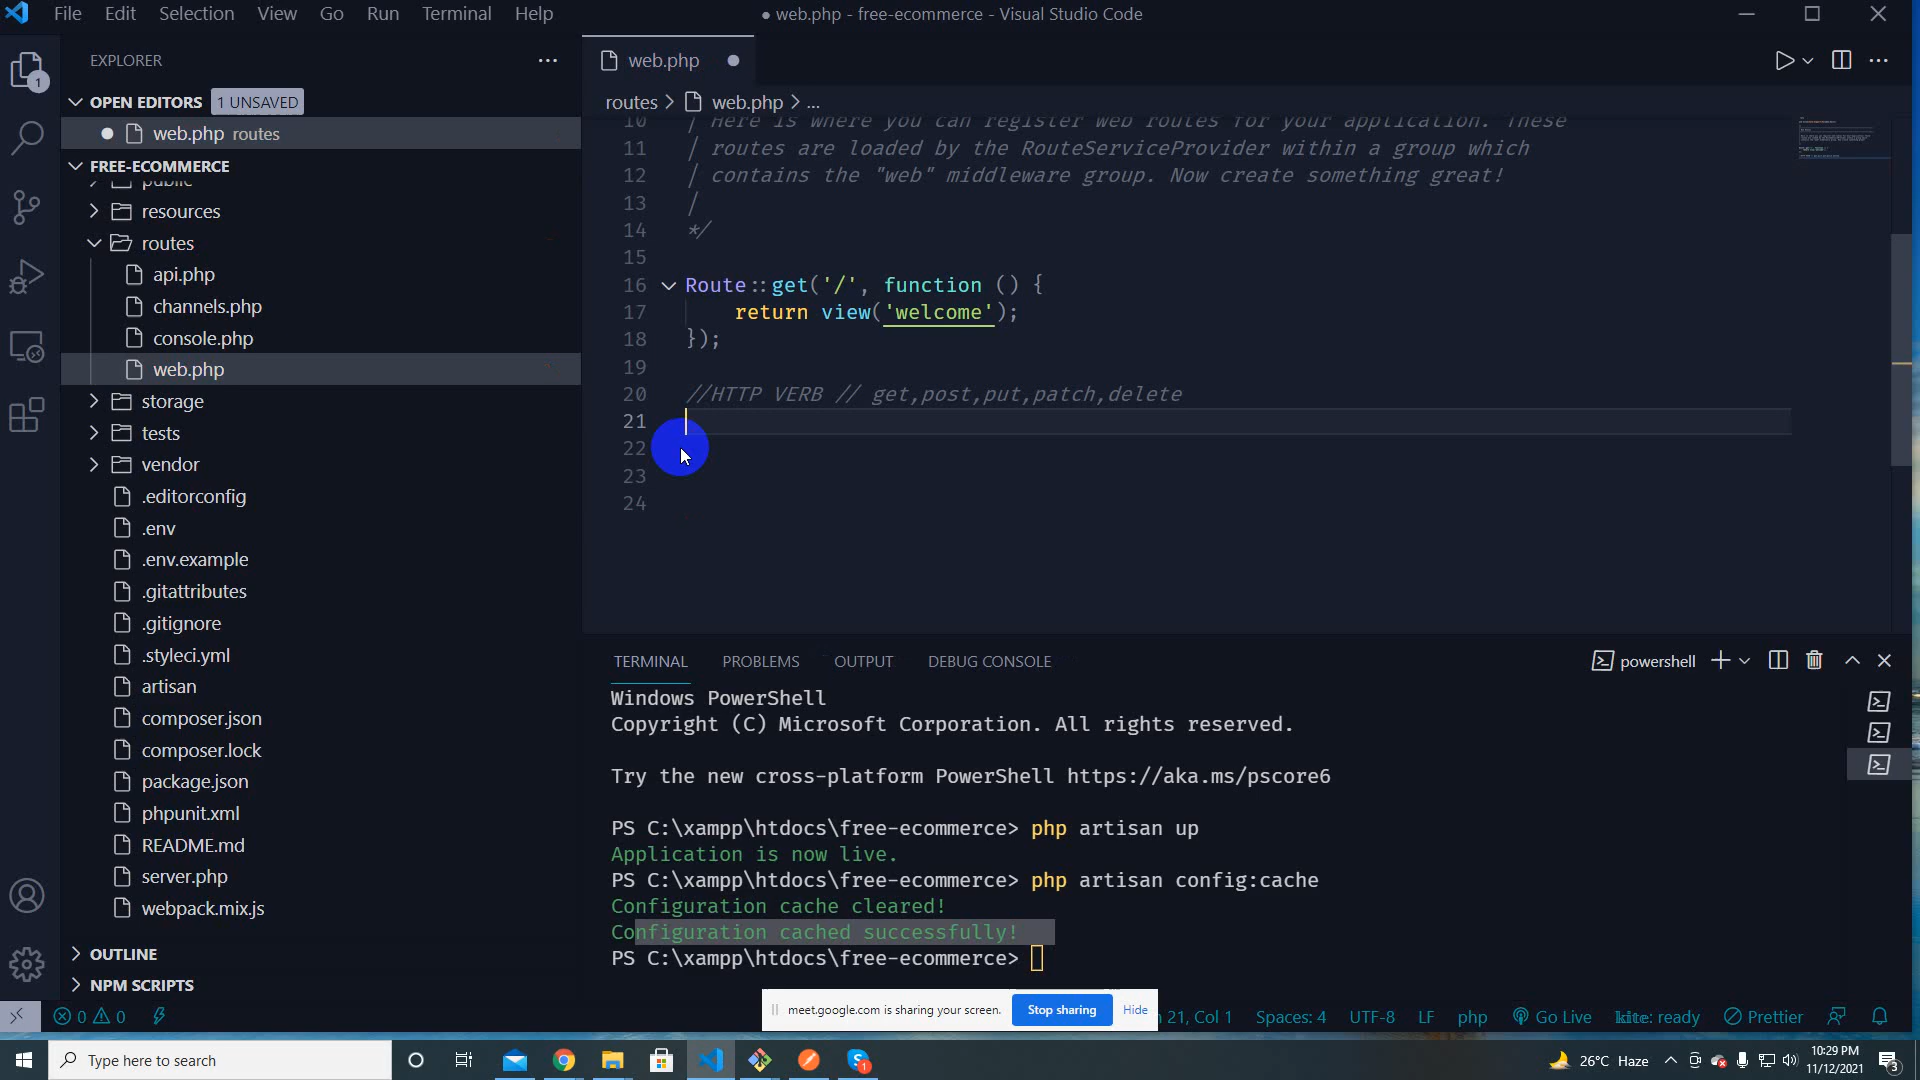 File Edit Selection View Go Run Terminal Help
● web.php - free-ecommerce - Visual Studio Code
EXPLORER
1
OPEN EDITORS 1 UNSAVED
web.php routes
FREE-ECOMMERCE
public
resources
routes
api.php
channels.php
console.php
web.php
storage
tests
vendor
.editorconfig
.env
.env.example
.gitattributes
.gitignore
.styleci.yml
artisan
composer.json
composer.lock
package.json
phpunit.xml
README.md
server.php
webpack.mix.js
OUTLINE
NPM SCRIPTS
web.php
routes > web.php > ...
10 | Here is where you can register web routes for your application. These
11 | routes are loaded by the RouteServiceProvider within a group which
12 | contains the "web" middleware group. Now create something great!
13 |
14 */
15
16 Route::get('/', function () {
17 return view('welcome');
18 });
19
20 //HTTP VERB // get,post,put,patch,delete
21
22
23
24
TERMINAL PROBLEMS OUTPUT DEBUG CONSOLE
powershell
Windows PowerShell
Copyright (C) Microsoft Corporation. All rights reserved.
Try the new cross-platform PowerShell https://aka.ms/pscore6
PS C:\xampp\htdocs\free-ecommerce> php artisan up
Application is now live.
PS C:\xampp\htdocs\free-ecommerce> php artisan config:cache
Configuration cache cleared!
Configuration cached successfully!
PS C:\xampp\htdocs\free-ecommerce>
meet.google.com is sharing your screen. Stop sharing Hide
0 0
21, Col 1 Spaces: 4 UTF-8 LF php Go Live kite: ready Prettier
Type here to search
1
26°C Haze
10:29 PM
11/12/2021
3